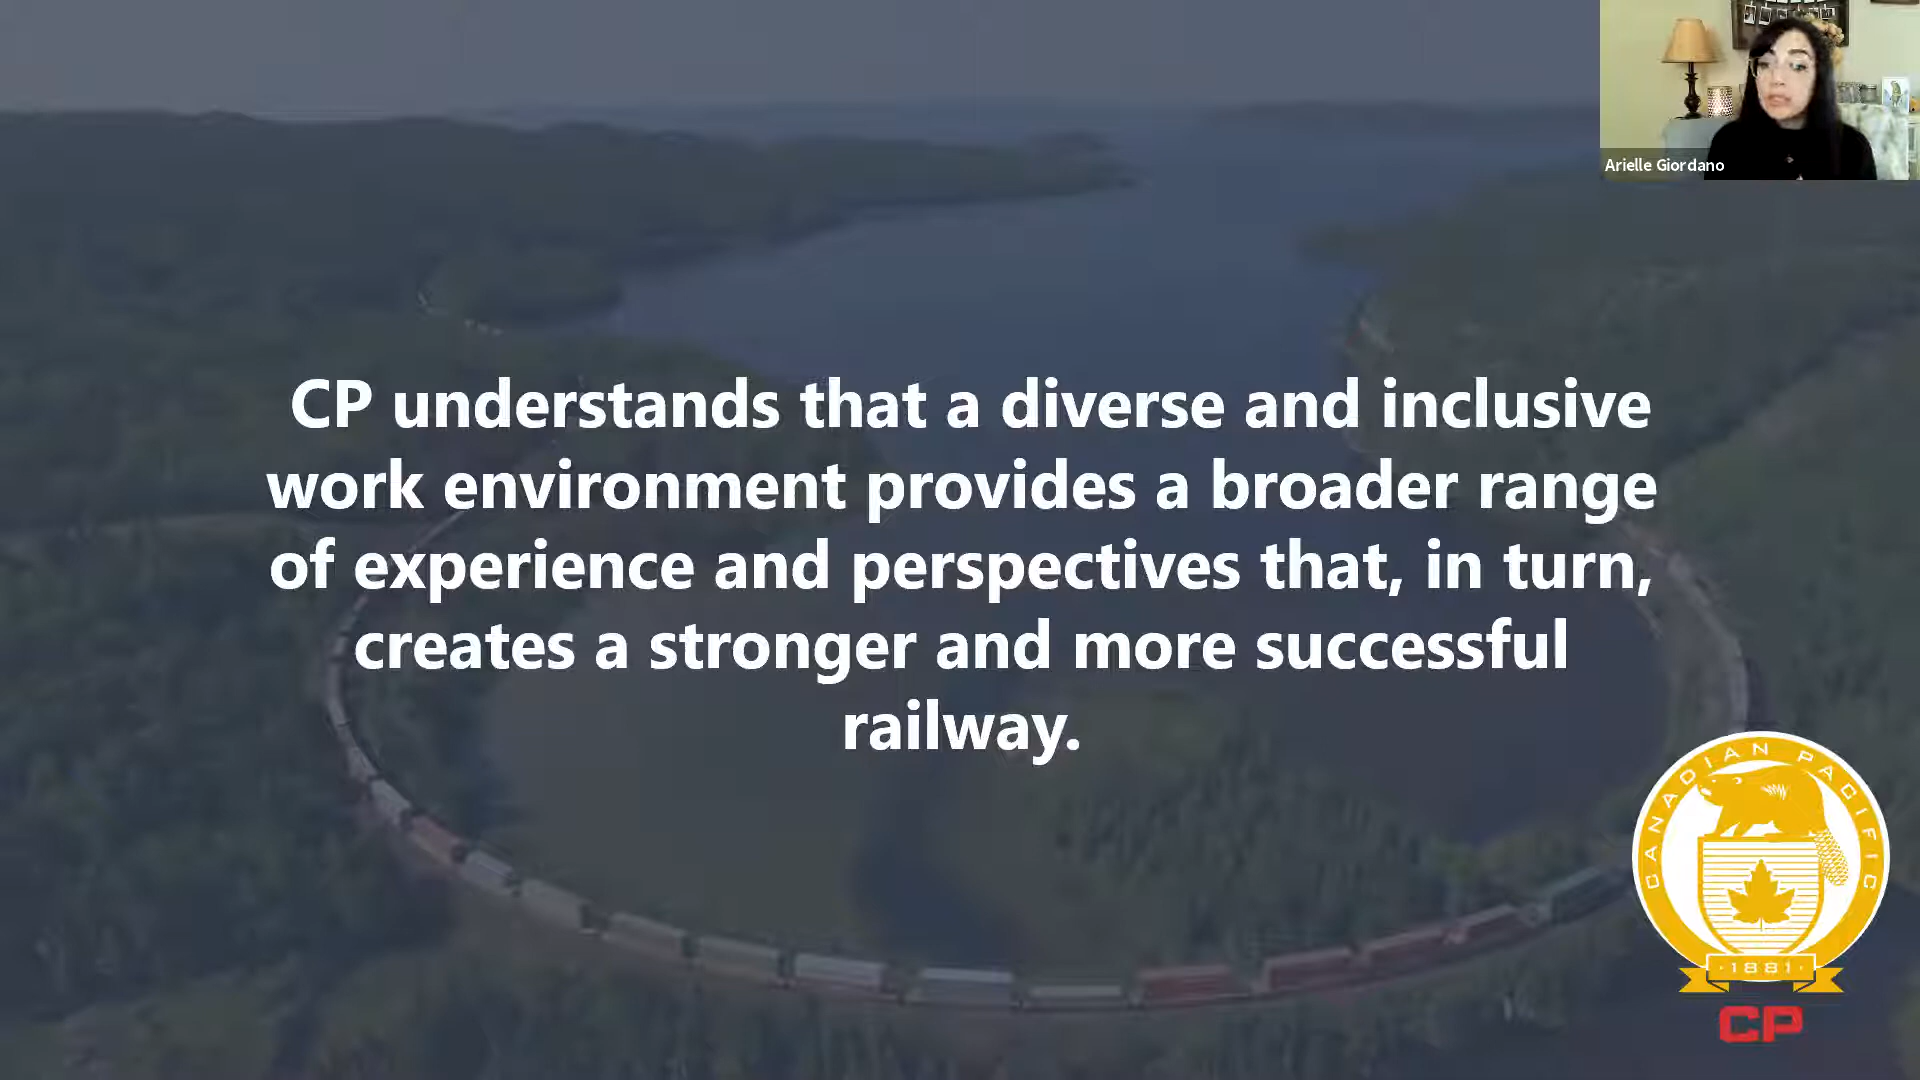 Arielle Giordano
CP understands that a diverse and inclusive
work environment provides a broader range
of experience and perspectives that, in turn,
creates a stronger and more successful
railway.
CANADIAN PACIFIC
1881
CP